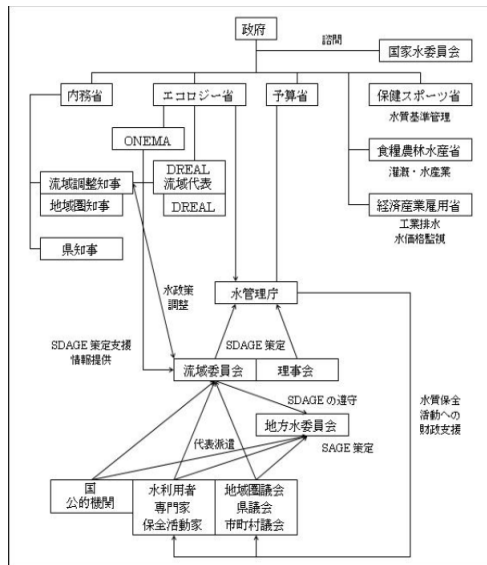 政府
諮問
国家水委員会
内務省
エコロジー省
予算省
保健スポーツ省
水質基準管理
ONEMA
食糧農林水産省
灌漑・水産業
流域調整知事
地域圏知事
DREAL
流域代表
DREAL
経済産業雇用省
工業排水
水価格監視
県知事
水政策
調整
水管理庁
SDAGE 策定支援
情報提供
SDAGE 策定
流域委員会
理事会
SDAGE の遵守
水質保全
活動への
財政支援
地方水委員会
代表派遣
SAGE 策定
国
公的機関
水利用者
専門家
保全活動家
地域圏議会
県議会
市町村議会